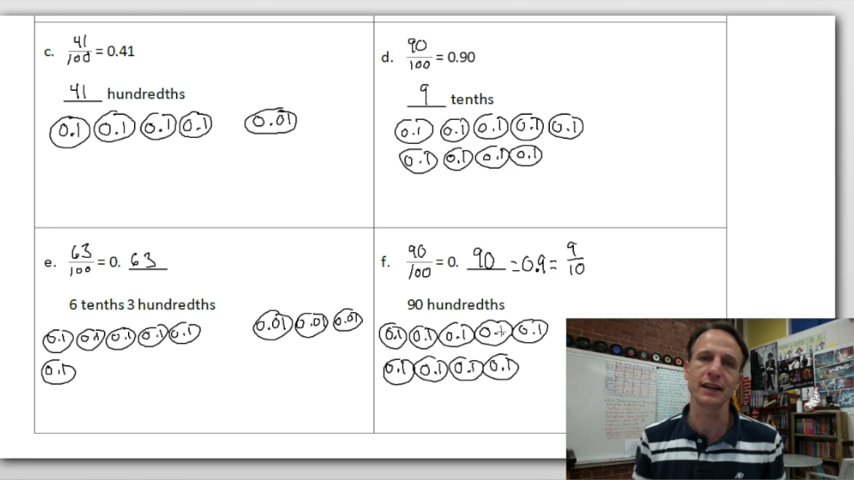 c. 41/100 = 0.41
41 hundredths
0.1 0.1 0.1 0.1 0.01
d. 90/100 = 0.90
9 tenths
0.1 0.1 0.1 0.1 0.1
0.1 0.1 0.1 0.1
e. 63/100 = 0. 63
6 tenths 3 hundredths
0.1 0.1 0.1 0.1 0.1 0.01 0.01 0.01
0.1
f. 90/100 = 0. 90 = 0.9 = 9/10
90 hundredths
0.1 0.1 0.1 0.1 0.1
0.1 0.1 0.1 0.1